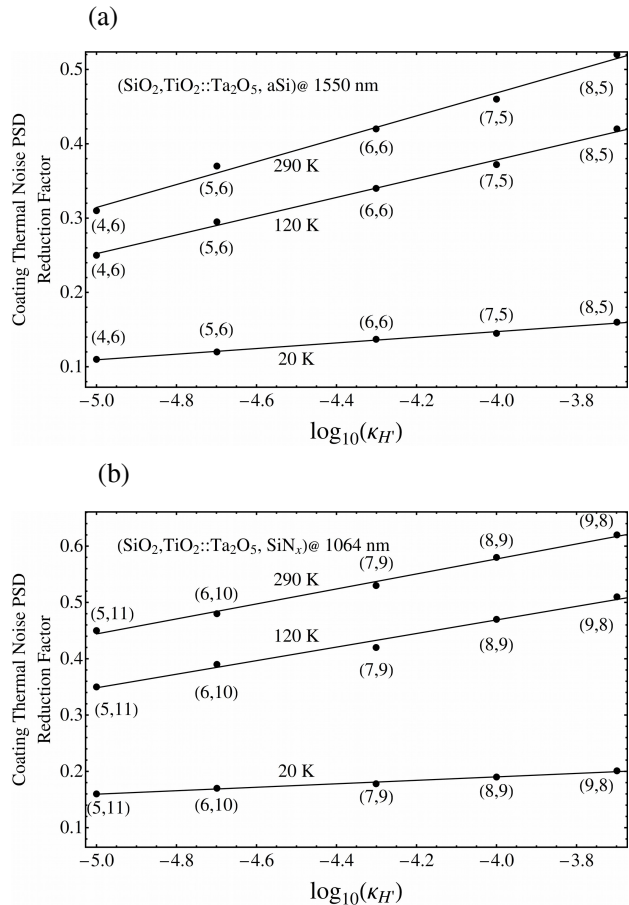 (a)
Coating Thermal Noise PSD
Reduction Factor
0.5
0.4
0.3
0.2
0.1
(SiO₂,TiO₂::Ta₂O₅, aSi)@ 1550 nm
(4,6)
(5,6)
(6,6)
(7,5)
(8,5)
290 K
(4,6)
(5,6)
(6,6)
(7,5)
(8,5)
120 K
(4,6)
(5,6)
(6,6)
(7,5)
(8,5)
20 K
−5.0 −4.8 −4.6 −4.4 −4.2 −4.0 −3.8
log₁₀(κ_H')
(b)
Coating Thermal Noise PSD
Reduction Factor
0.6
0.5
0.4
0.3
0.2
0.1
(SiO₂,TiO₂::Ta₂O₅, SiNₓ)@ 1064 nm
(5,11)
(6,10)
(7,9)
(8,9)
(9,8)
290 K
(5,11)
(6,10)
(7,9)
(8,9)
(9,8)
120 K
(5,11)
(6,10)
(7,9)
(8,9)
(9,8)
20 K
−5.0 −4.8 −4.6 −4.4 −4.2 −4.0 −3.8
log₁₀(κ_H')